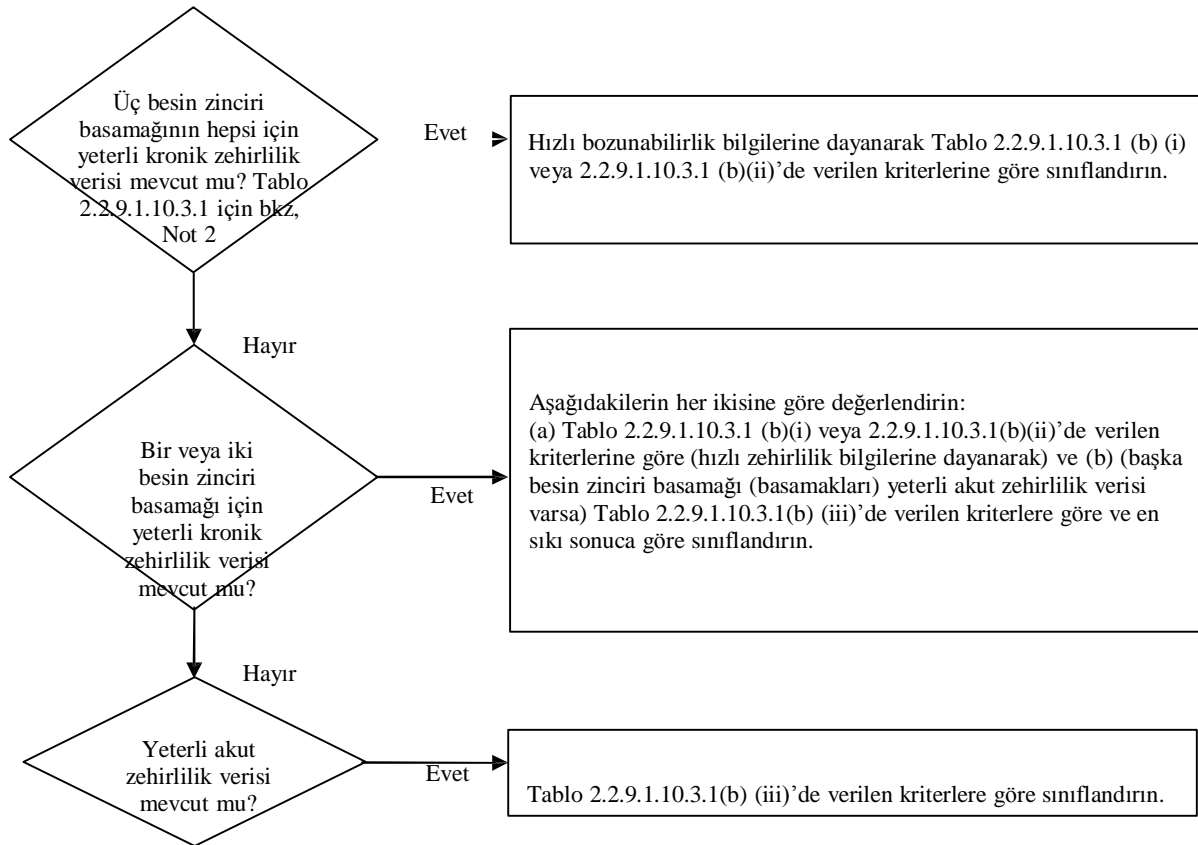 Üç besin zinciri
basamağının hepsi için
yeterli kronik zehirlilik
verisi mevcut mu? Tablo
2.2.9.1.10.3.1 için bkz,
Not 2
Evet
Hızlı bozunabilirlik bilgilerine dayanarak Tablo 2.2.9.1.10.3.1 (b) (i)
veya 2.2.9.1.10.3.1 (b)(ii)’de verilen kriterlerine göre sınıflandırın.
Hayır
Bir veya iki
besin zinciri
basamağı için
yeterli kronik
zehirlilik verisi
mevcut mu?
Evet
Aşağıdakilerin her ikisine göre değerlendirin:
(a) Tablo 2.2.9.1.10.3.1 (b)(i) veya 2.2.9.1.10.3.1(b)(ii)’de verilen
kriterlerine göre (hızlı zehirlilik bilgilerine dayanarak) ve (b) (başka
besin zinciri basamağı (basamakları) yeterli akut zehirlilik verisi
varsa) Tablo 2.2.9.1.10.3.1(b) (iii)’de verilen kriterlere göre ve en
sıkı sonuca göre sınıflandırın.
Hayır
Yeterli akut
zehirlilik verisi
mevcut mu?
Evet
Tablo 2.2.9.1.10.3.1(b) (iii)’de verilen kriterlere göre sınıflandırın.